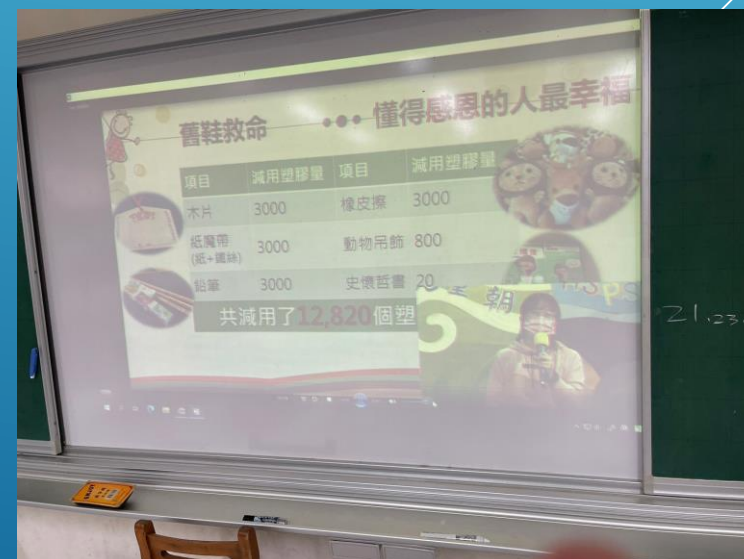 舊鞋救命 ••• 懂得感恩的人最幸福
項目 減用塑膠量 項目 減用塑膠量
木片 3000 橡皮擦 3000
紙魔帶
(紙+鐵絲) 3000 動物吊飾 800
鉛筆 3000 史懷哲書 20
共減用了12,820個塑
朝
21.23.